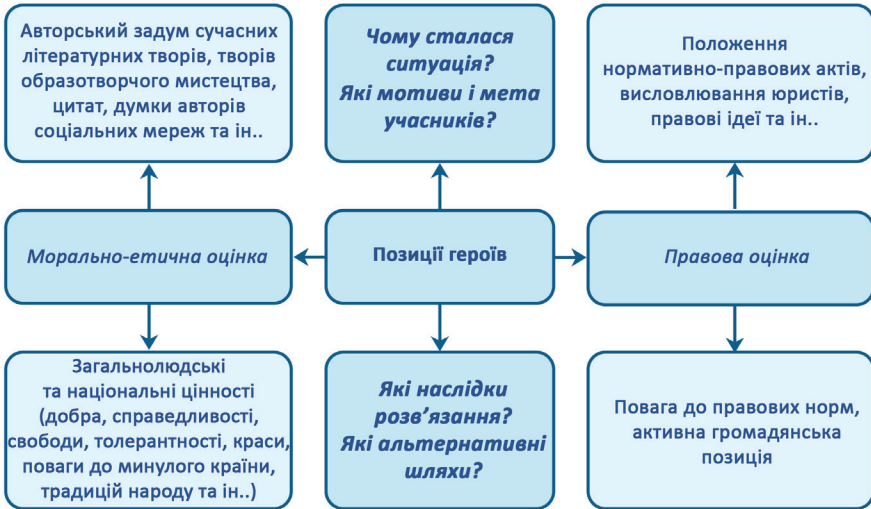 Авторський задум сучасних
літературних творів, творів
образотворчого мистецтва,
цитат, думки авторів
соціальних мереж та ін..
Чому сталася
ситуація?
Які мотиви і мета
учасників?
Положення
нормативно-правових актів,
висловлювання юристів,
правові ідеї та ін..
Морально-етична оцінка
Позиції героїв
Правова оцінка
Загальнолюдські
та національні цінності
(добра, справедливості,
свободи, толерантності, краси,
поваги до минулого країни,
традицій народу та ін..)
Які наслідки
розв’язання?
Які альтернативні
шляхи?
Повага до правових норм,
активна громадянська
позиція